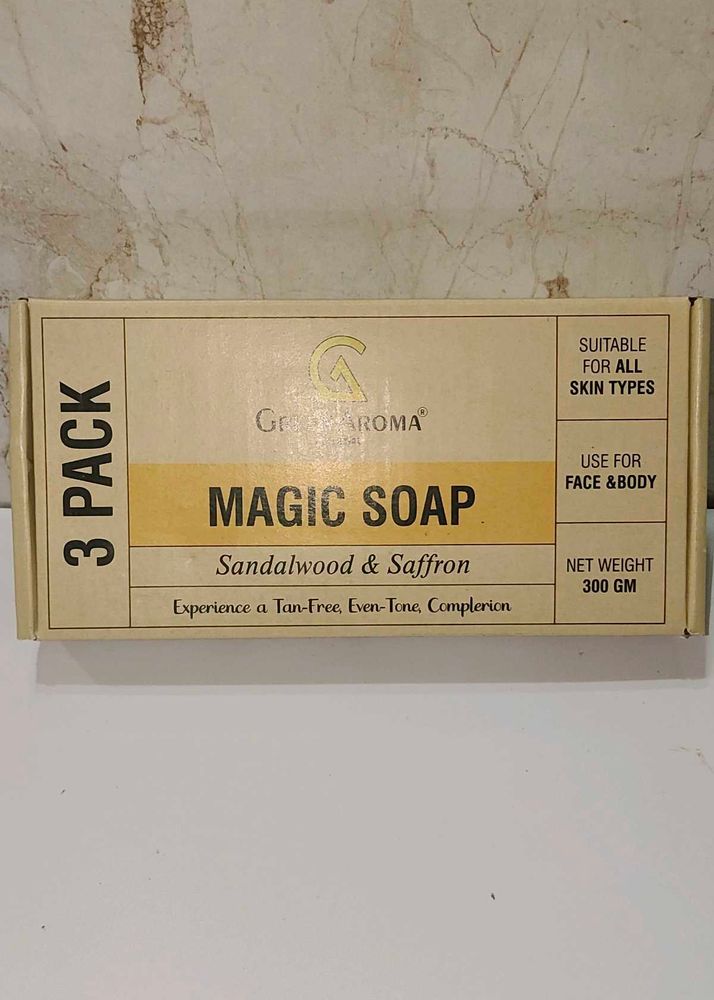 3 PACK
AROMA®
MAGIC SOAP
Sandalwood & Saffron
Experience a Tan-Free, Even-Tone, Complerion
SUITABLE
FOR ALL
SKIN TYPES
USE FOR
FACE &BODY
NET WEIGHT
300 GM